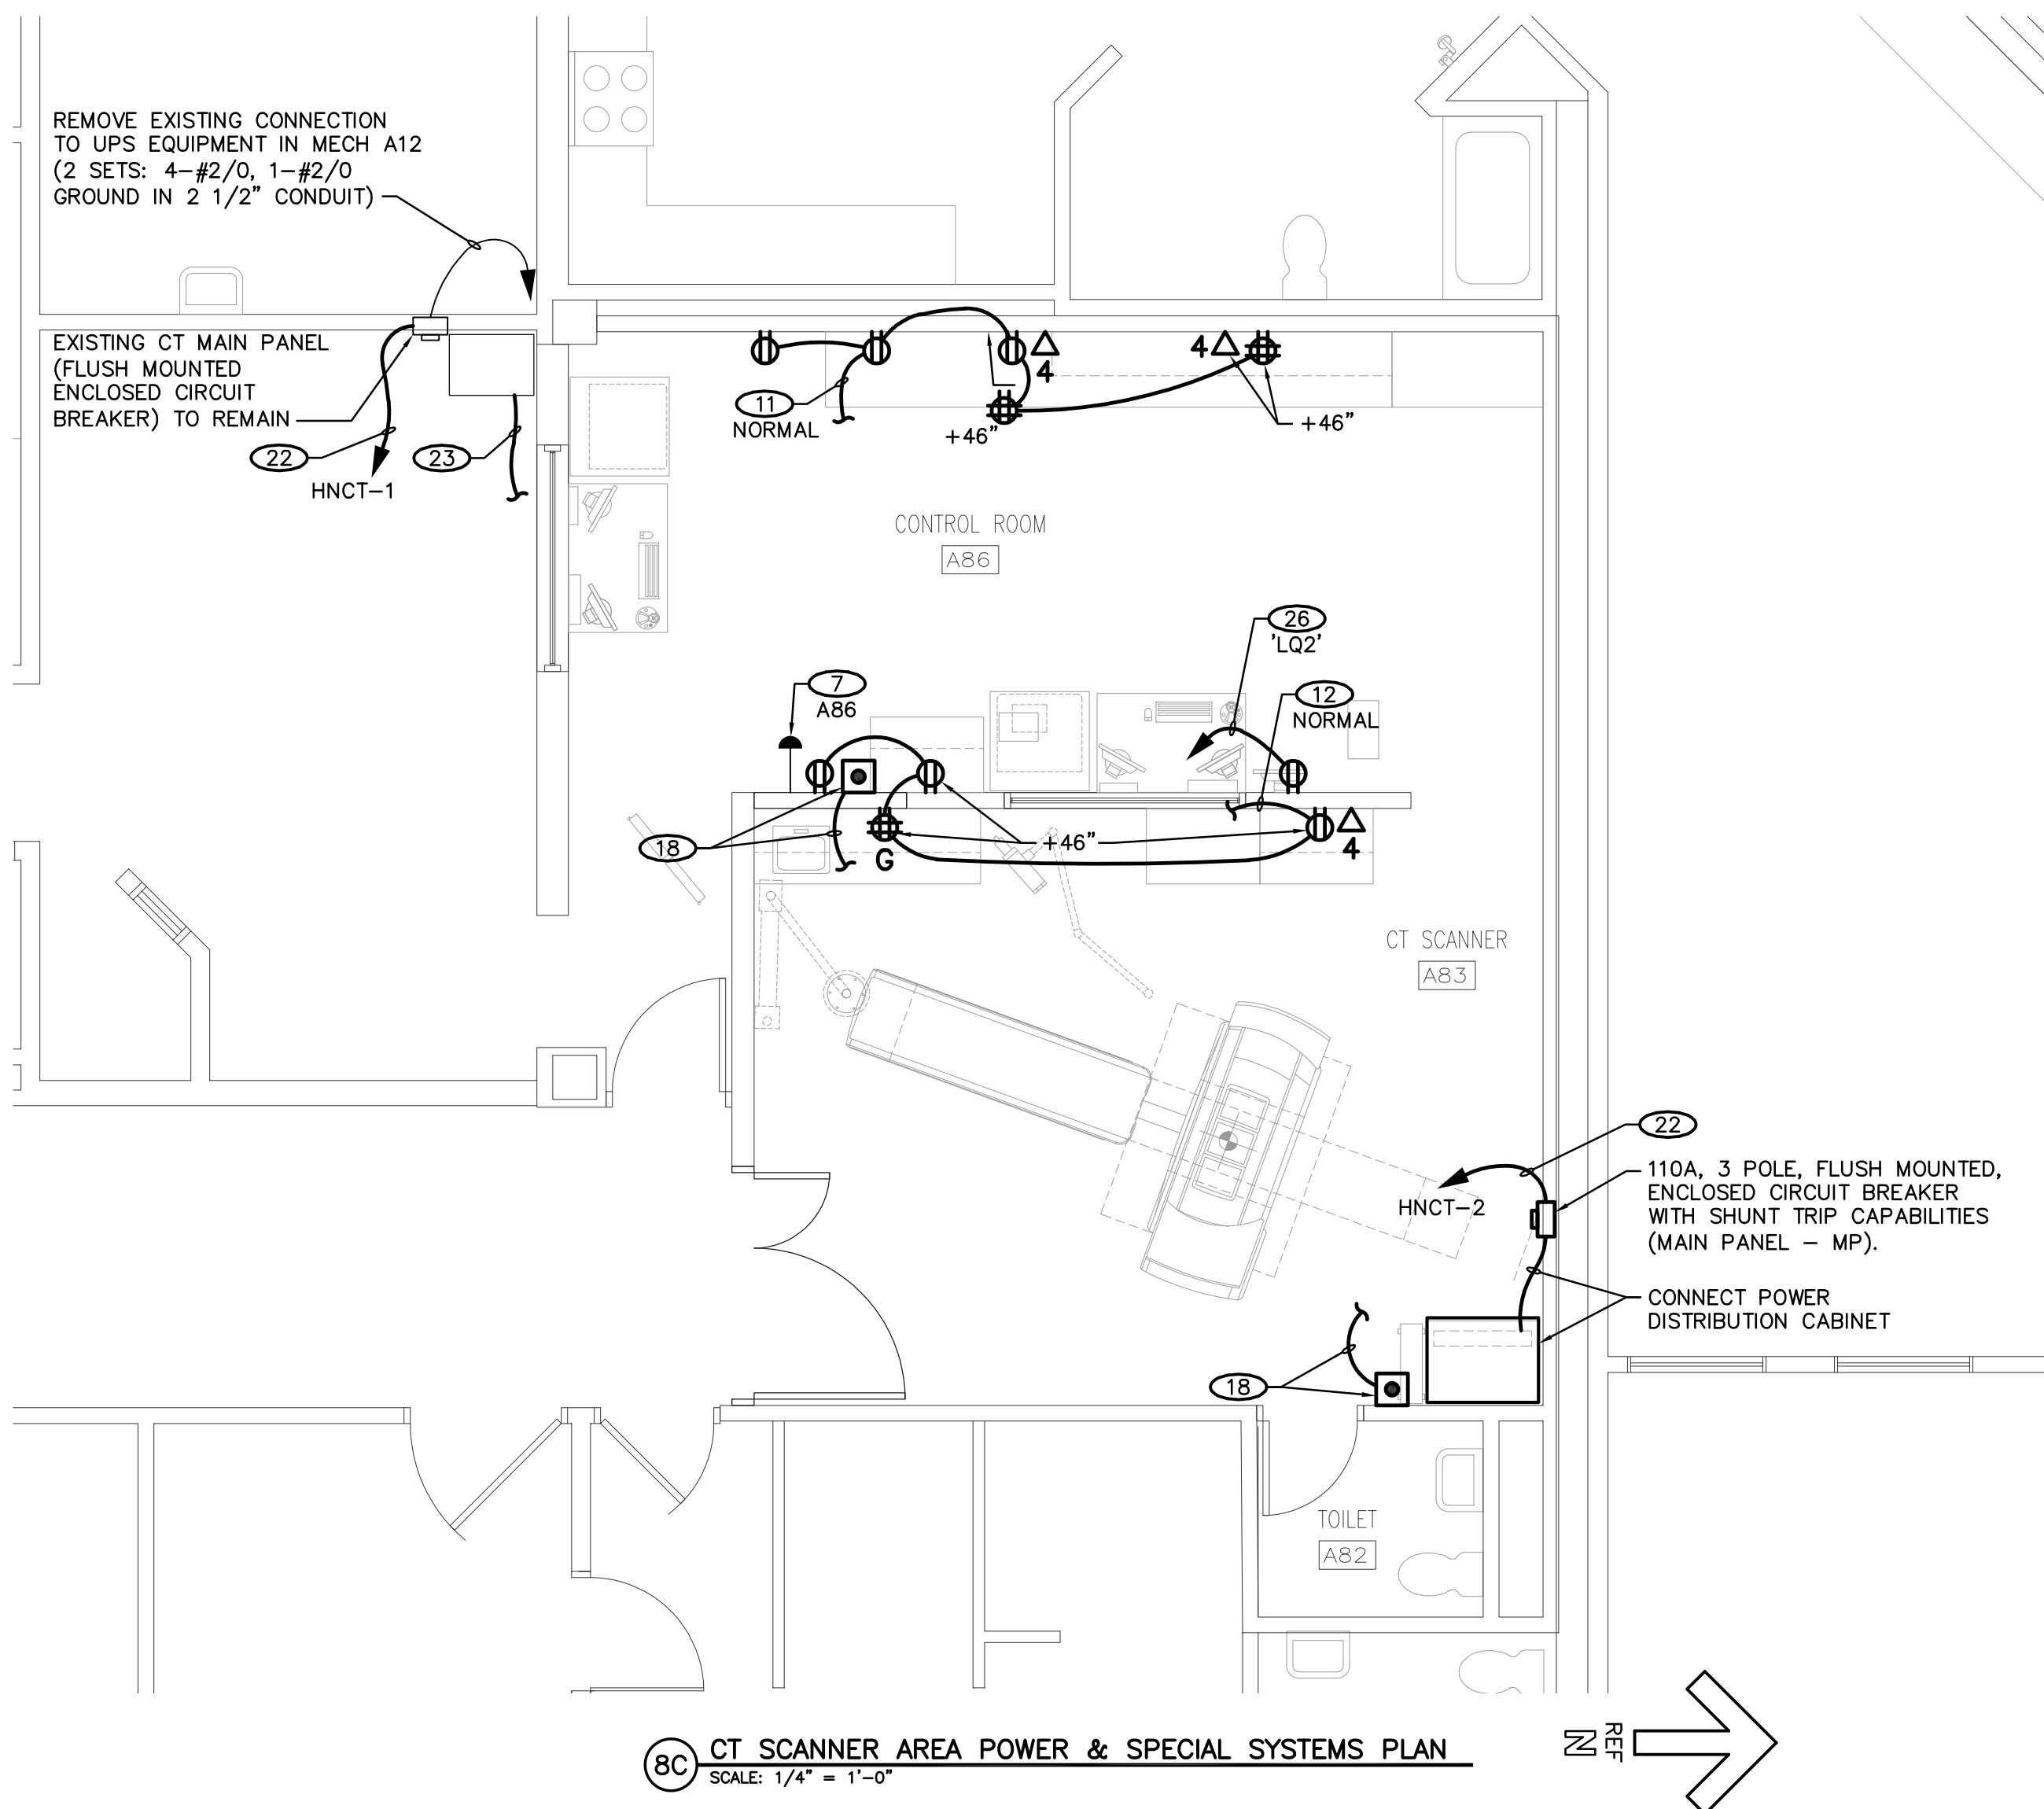 REMOVE EXISTING CONNECTION
TO UPS EQUIPMENT IN MECH A12
(2 SETS: 4-#2/0, 1-#2/0
GROUND IN 2 1/2" CONDUIT)
EXISTING CT MAIN PANEL
(FLUSH MOUNTED
ENCLOSED CIRCUIT
BREAKER) TO REMAIN
22
23
HNCT-1
11
NORMAL
4
4
+46"
+46"
CONTROL ROOM
A86
26
'LQ2'
7
A86
12
NORMAL
18
+46"
G
4
CT SCANNER
A83
22
110A, 3 POLE, FLUSH MOUNTED,
ENCLOSED CIRCUIT BREAKER
WITH SHUNT TRIP CAPABILITIES
(MAIN PANEL - MP).
HNCT-2
CONNECT POWER
DISTRIBUTION CABINET
18
TOILET
A82
8C
CT SCANNER AREA POWER & SPECIAL SYSTEMS PLAN
SCALE: 1/4" = 1'-0"
REF
N